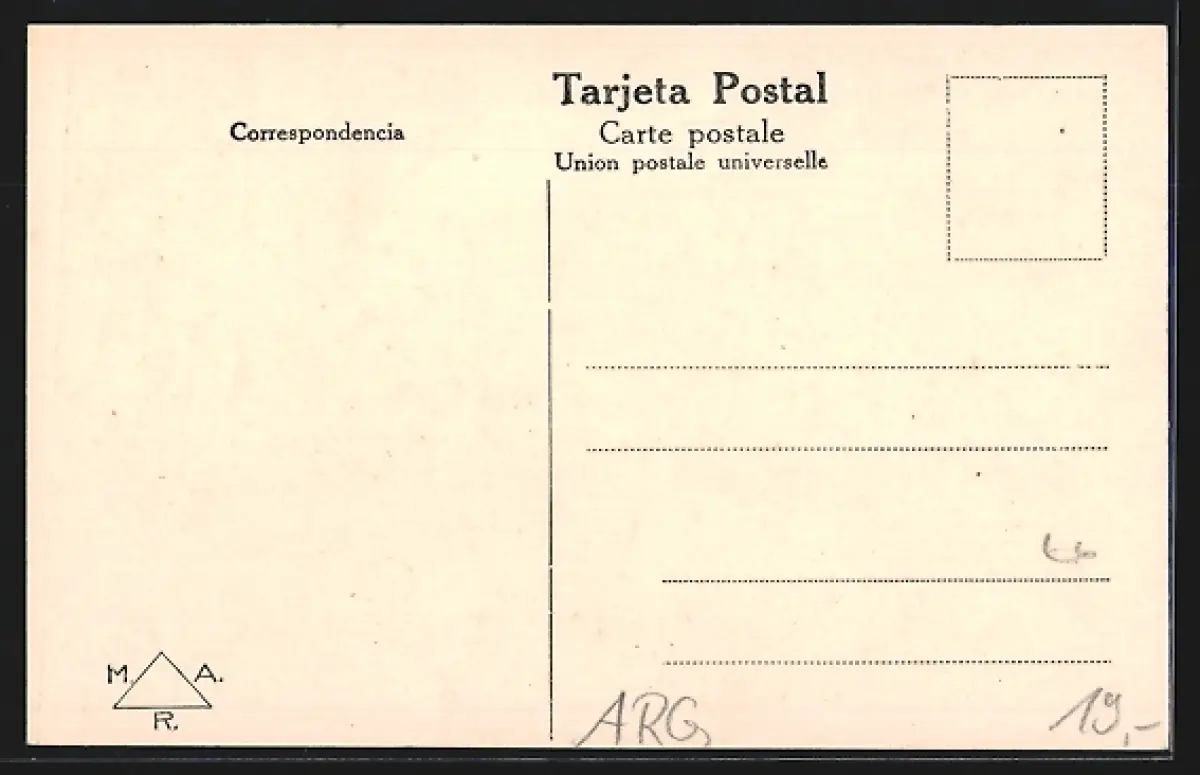 Tarjeta Postal
Correspondencia
Carte postale
Union postale universelle
M. A.
R.
ARG
19,-